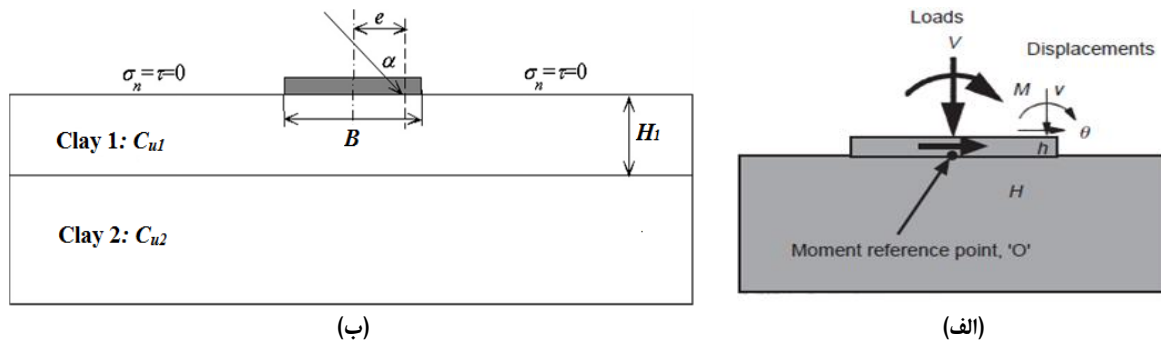 e
α
σn=τ=0
σn=τ=0
Clay 1: Cu1
B
H1
Clay 2: Cu2
(ب)
Loads
V
Displacements
M
v
θ
h
H
Moment reference point, 'O'
(الف)